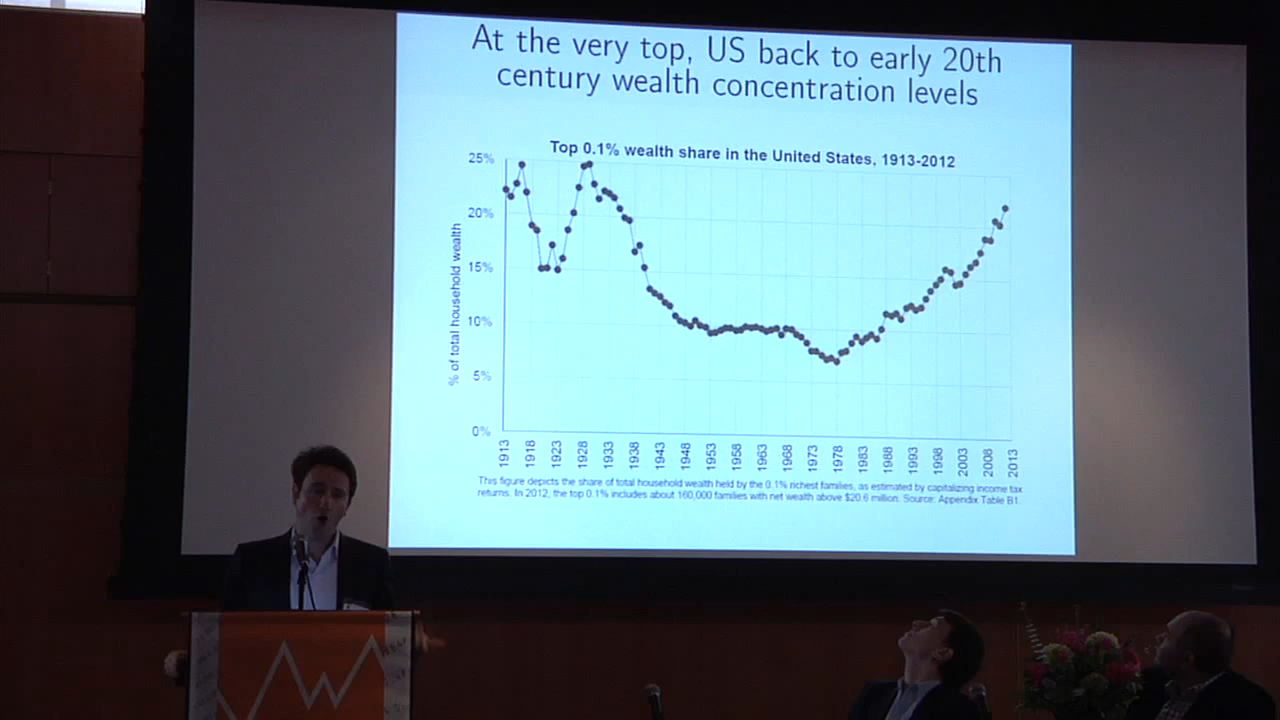 At the very top, US back to early 20th
century wealth concentration levels
Top 0.1% wealth share in the United States, 1913-2012
% of total household wealth
25%
20%
15%
10%
5%
0%
1913 1918 1923 1928 1933 1938 1943 1948 1953 1958 1963 1968 1973 1978 1983 1988 1993 1998 2003 2008 2013
This figure depicts the share of total household wealth held by the 0.1% richest families, as estimated by capitalizing income tax
returns. In 2012, the top 0.1% includes about 160,000 families with net wealth above $20.6 million. Source: Appendix Table B1.